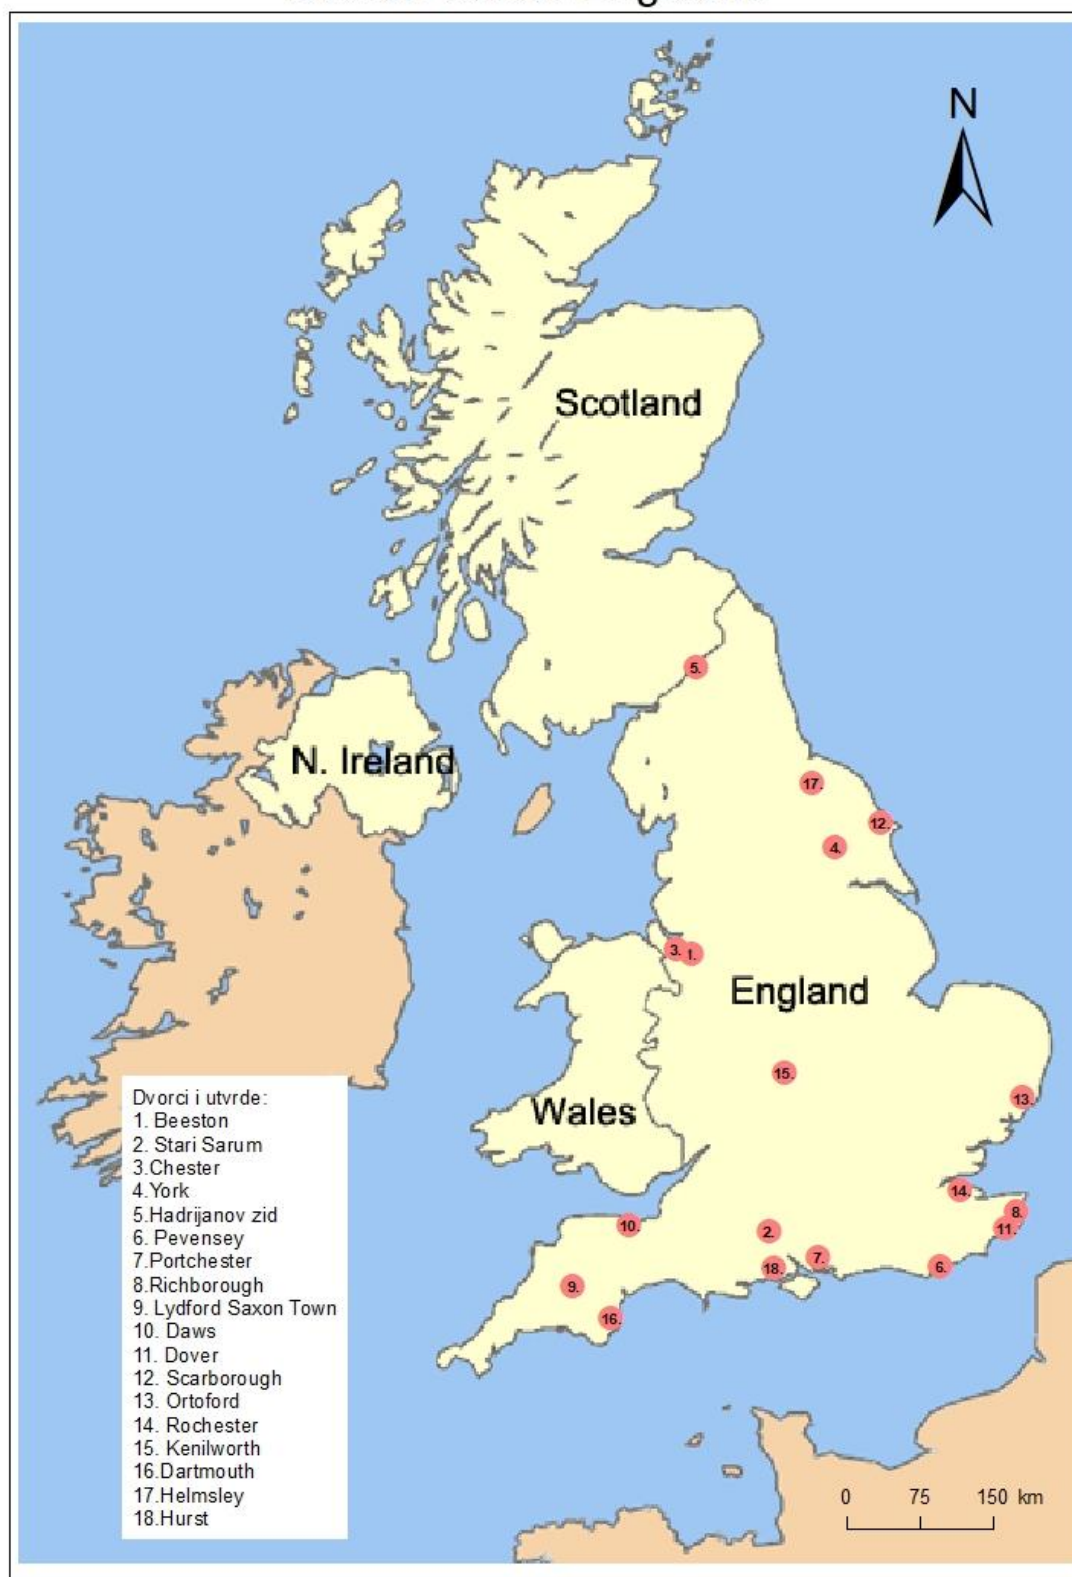 N
Scotland
N. Ireland
England
Wales
5.
17.
12.
4.
3.
1.
15.
13.
14.
8.
11.
10.
2.
7.
18.
6.
9.
16.
Dvorci i utvrde:
1. Beeston
2. Stari Sarum
3.Chester
4.York
5.Hadrijanov zid
6. Pevensey
7.Portchester
8.Richborough
9. Lydford Saxon Town
10. Daws
11. Dover
12. Scarborough
13. Ortoford
14. Rochester
15. Kenilworth
16.Dartmouth
17.Helmsley
18.Hurst
0 75 150 km